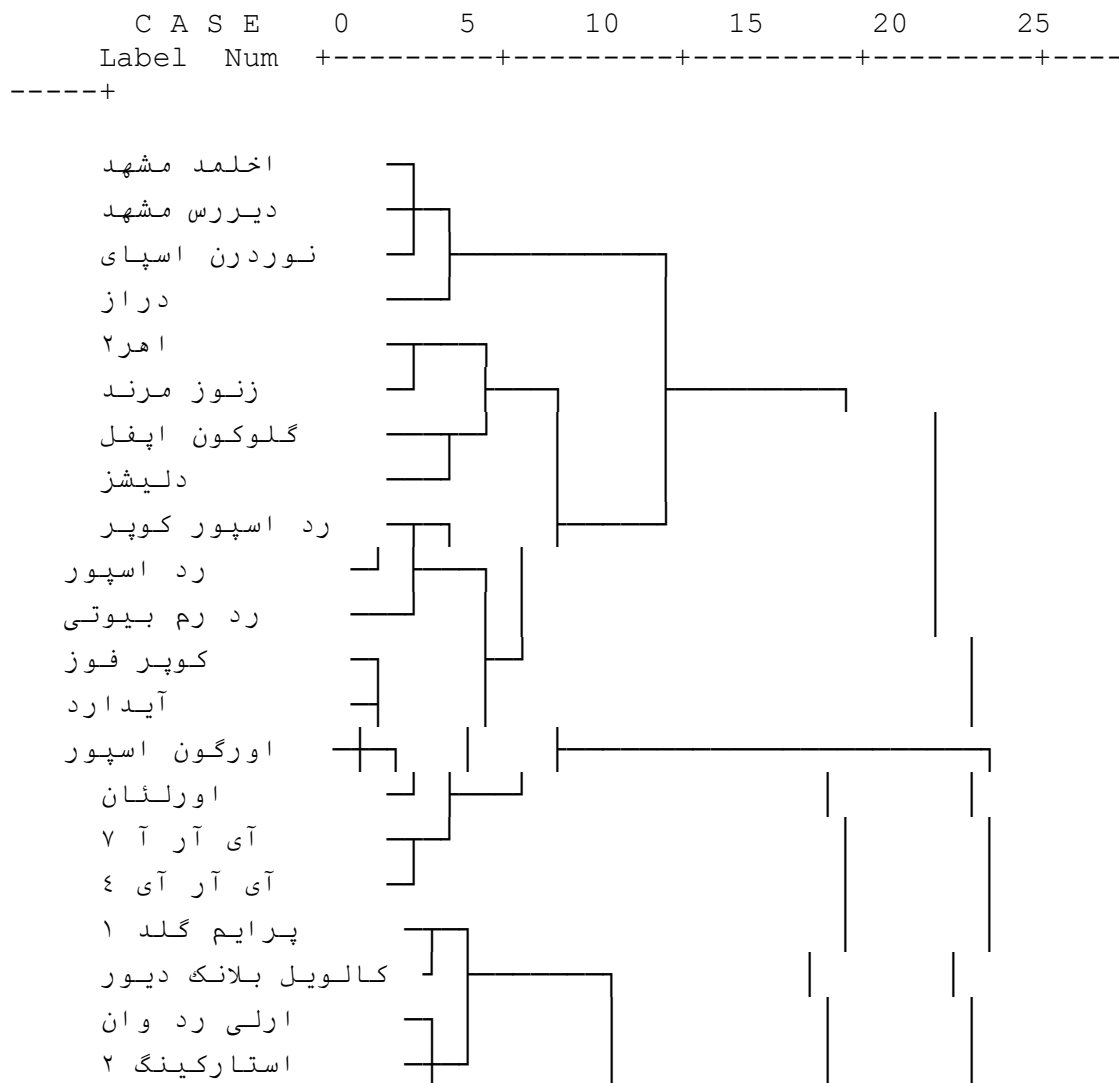 C A S E 0 5 10 15 20 25
Label Num +---------+---------+---------+---------+----
-----+
اخلمد مشهد
دیررس مشهد
نوردرن اسپای
دراز
اهر۲
زنوز مرند
گلوکون اپفل
دلیشز
رد اسپور کوپر
رد اسپور
رد رم بیوتی
کوپر فوز
آیدارد
اورگون اسپور
اورلئان
آی آر آ ۷
آی آر آی ٤
پرایم گلد ۱
کالویل بلانك دیور
ارلی رد وان
استارکینگ ۲